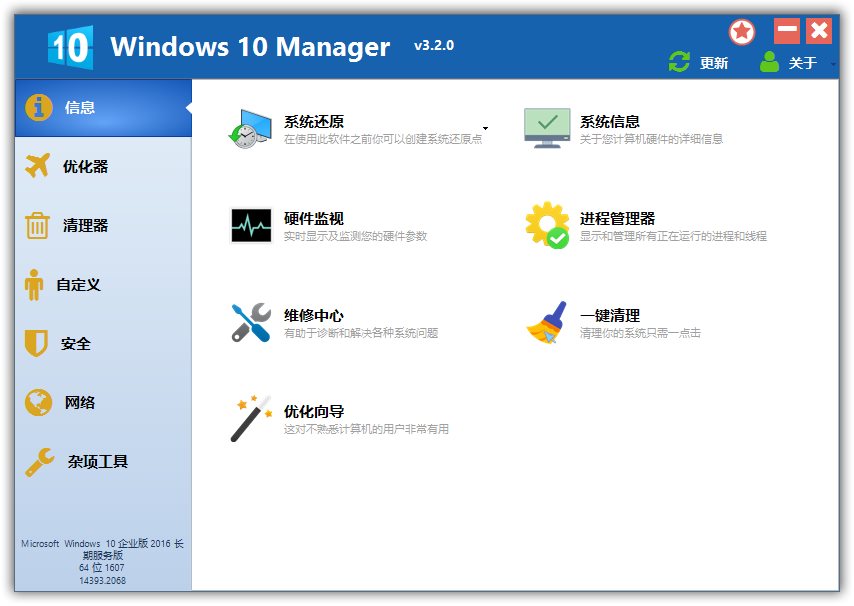 10 Windows 10 Manager v3.2.0
更新 关于
信息
优化器
清理器
自定义
安全
网络
杂项工具
Microsoft Windows 10 企业版 2016 长
期服务版
64 位 1607
14393.2068
系统还原
在使用此软件之前你可以创建系统还原点
系统信息
关于您计算机硬件的详细信息
硬件监视
实时显示及监测您的硬件参数
进程管理器
显示和管理所有正在运行的进程和线程
维修中心
有助于诊断和解决各种系统问题
一键清理
清理你的系统只需一点击
优化向导
这对不熟悉计算机的用户非常有用